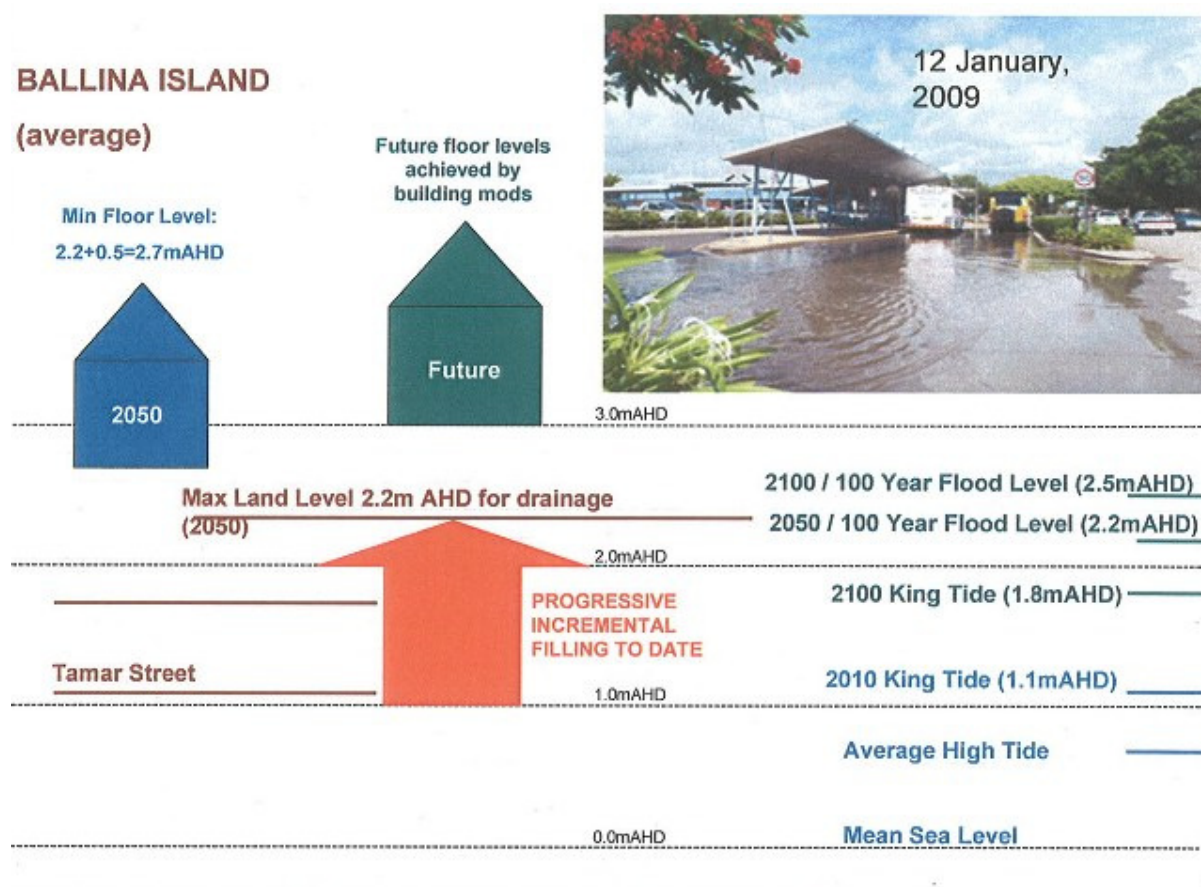 BALLINA ISLAND
(average)
12 January,
2009
Future floor levels
achieved by
building mods
Min Floor Level:
2.2+0.5=2.7mAHD
Future
2050
3.0mAHD
Max Land Level 2.2m AHD for drainage
(2050)
2100 / 100 Year Flood Level (2.5mAHD)
2050 / 100 Year Flood Level (2.2mAHD)
2.0mAHD
2100 King Tide (1.8mAHD)
PROGRESSIVE
INCREMENTAL
FILLING TO DATE
Tamar Street
2010 King Tide (1.1mAHD)
1.0mAHD
Average High Tide
0.0mAHD
Mean Sea Level